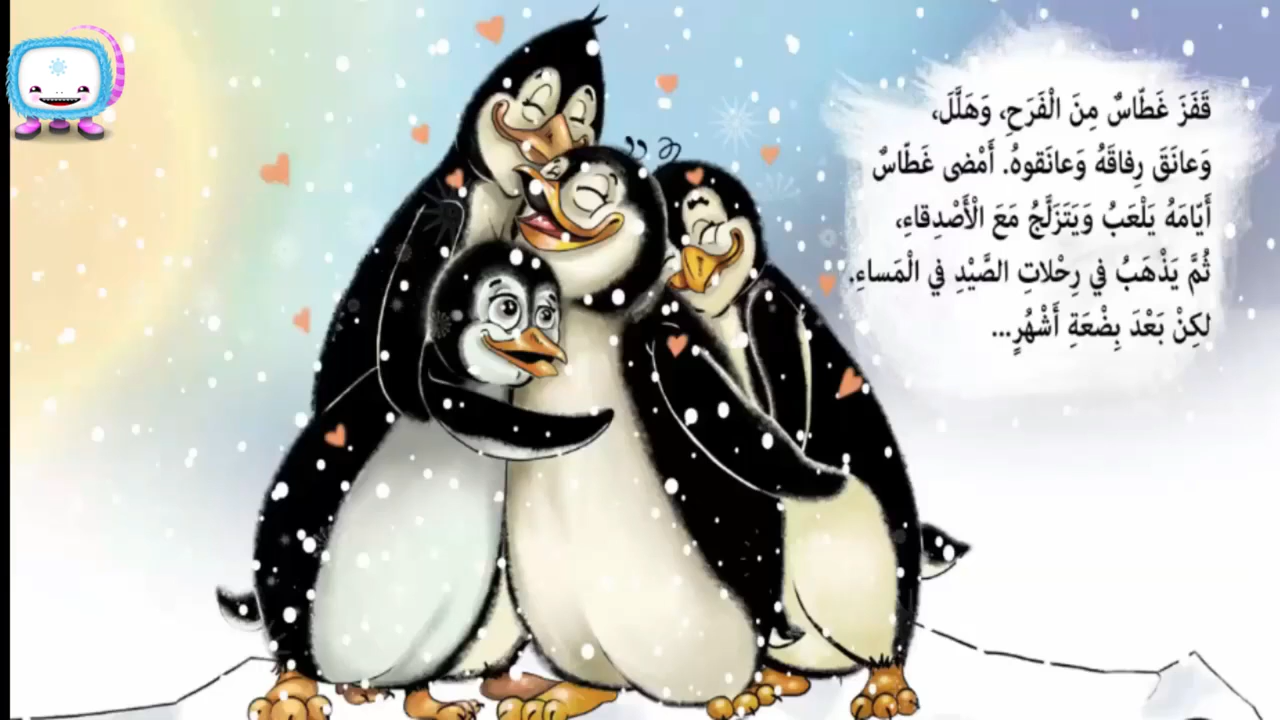 قَفَزَ غَطّاسٌ مِنَ الْفَرَحِ، وَهَلَّلَ،
وَعانَقَ رِفاقَهُ وَعانَقوهُ. أَمْضى غَطّاسٌ
أَيّامَهُ يَلْعَبُ وَيَتَزَلَّجُ مَعَ الْأَصْدِقاءِ،
ثُمَّ يَذْهَبُ في رِحْلاتِ الصَّيْدِ في الْمَساءِ.
لكِنْ بَعْدَ بِضْعَةِ أَشْهُرٍ...